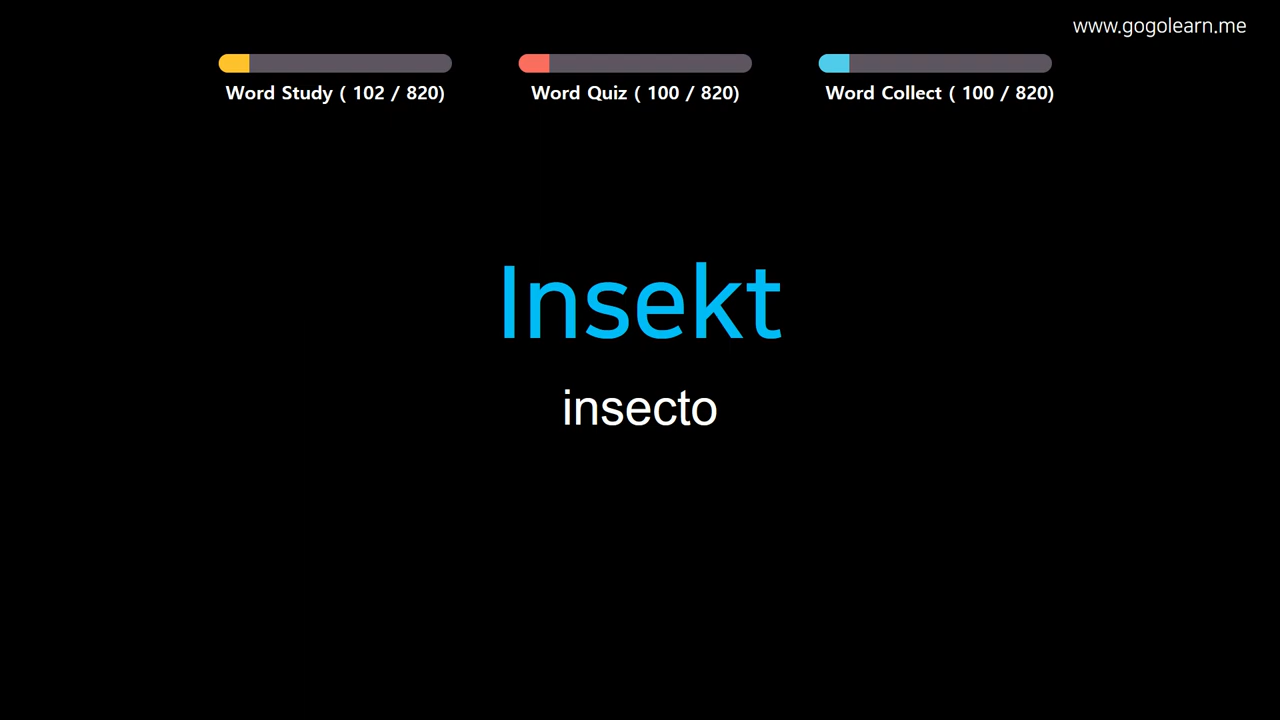 www.gogolearn.me
Word Study ( 102 / 820)
Word Quiz ( 100 / 820)
Word Collect ( 100 / 820)
Insekt
insecto